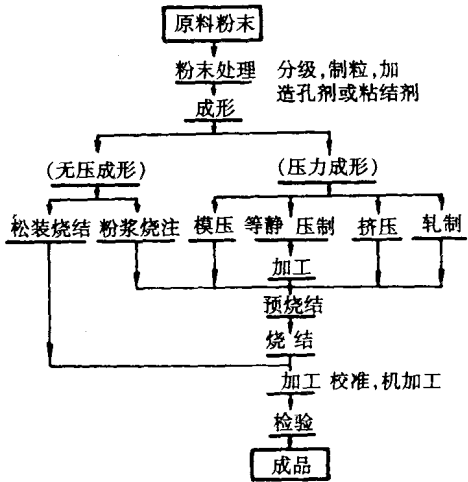 原料粉末
粉末处理 分级,制粒,加
造孔剂或粘结剂
成形
(无压成形) (压力成形)
松装烧结 粉浆烧注 模压 等静 压制 挤压 轧制
加工
预烧结
烧 结
加工 校准,机加工
检验
成品